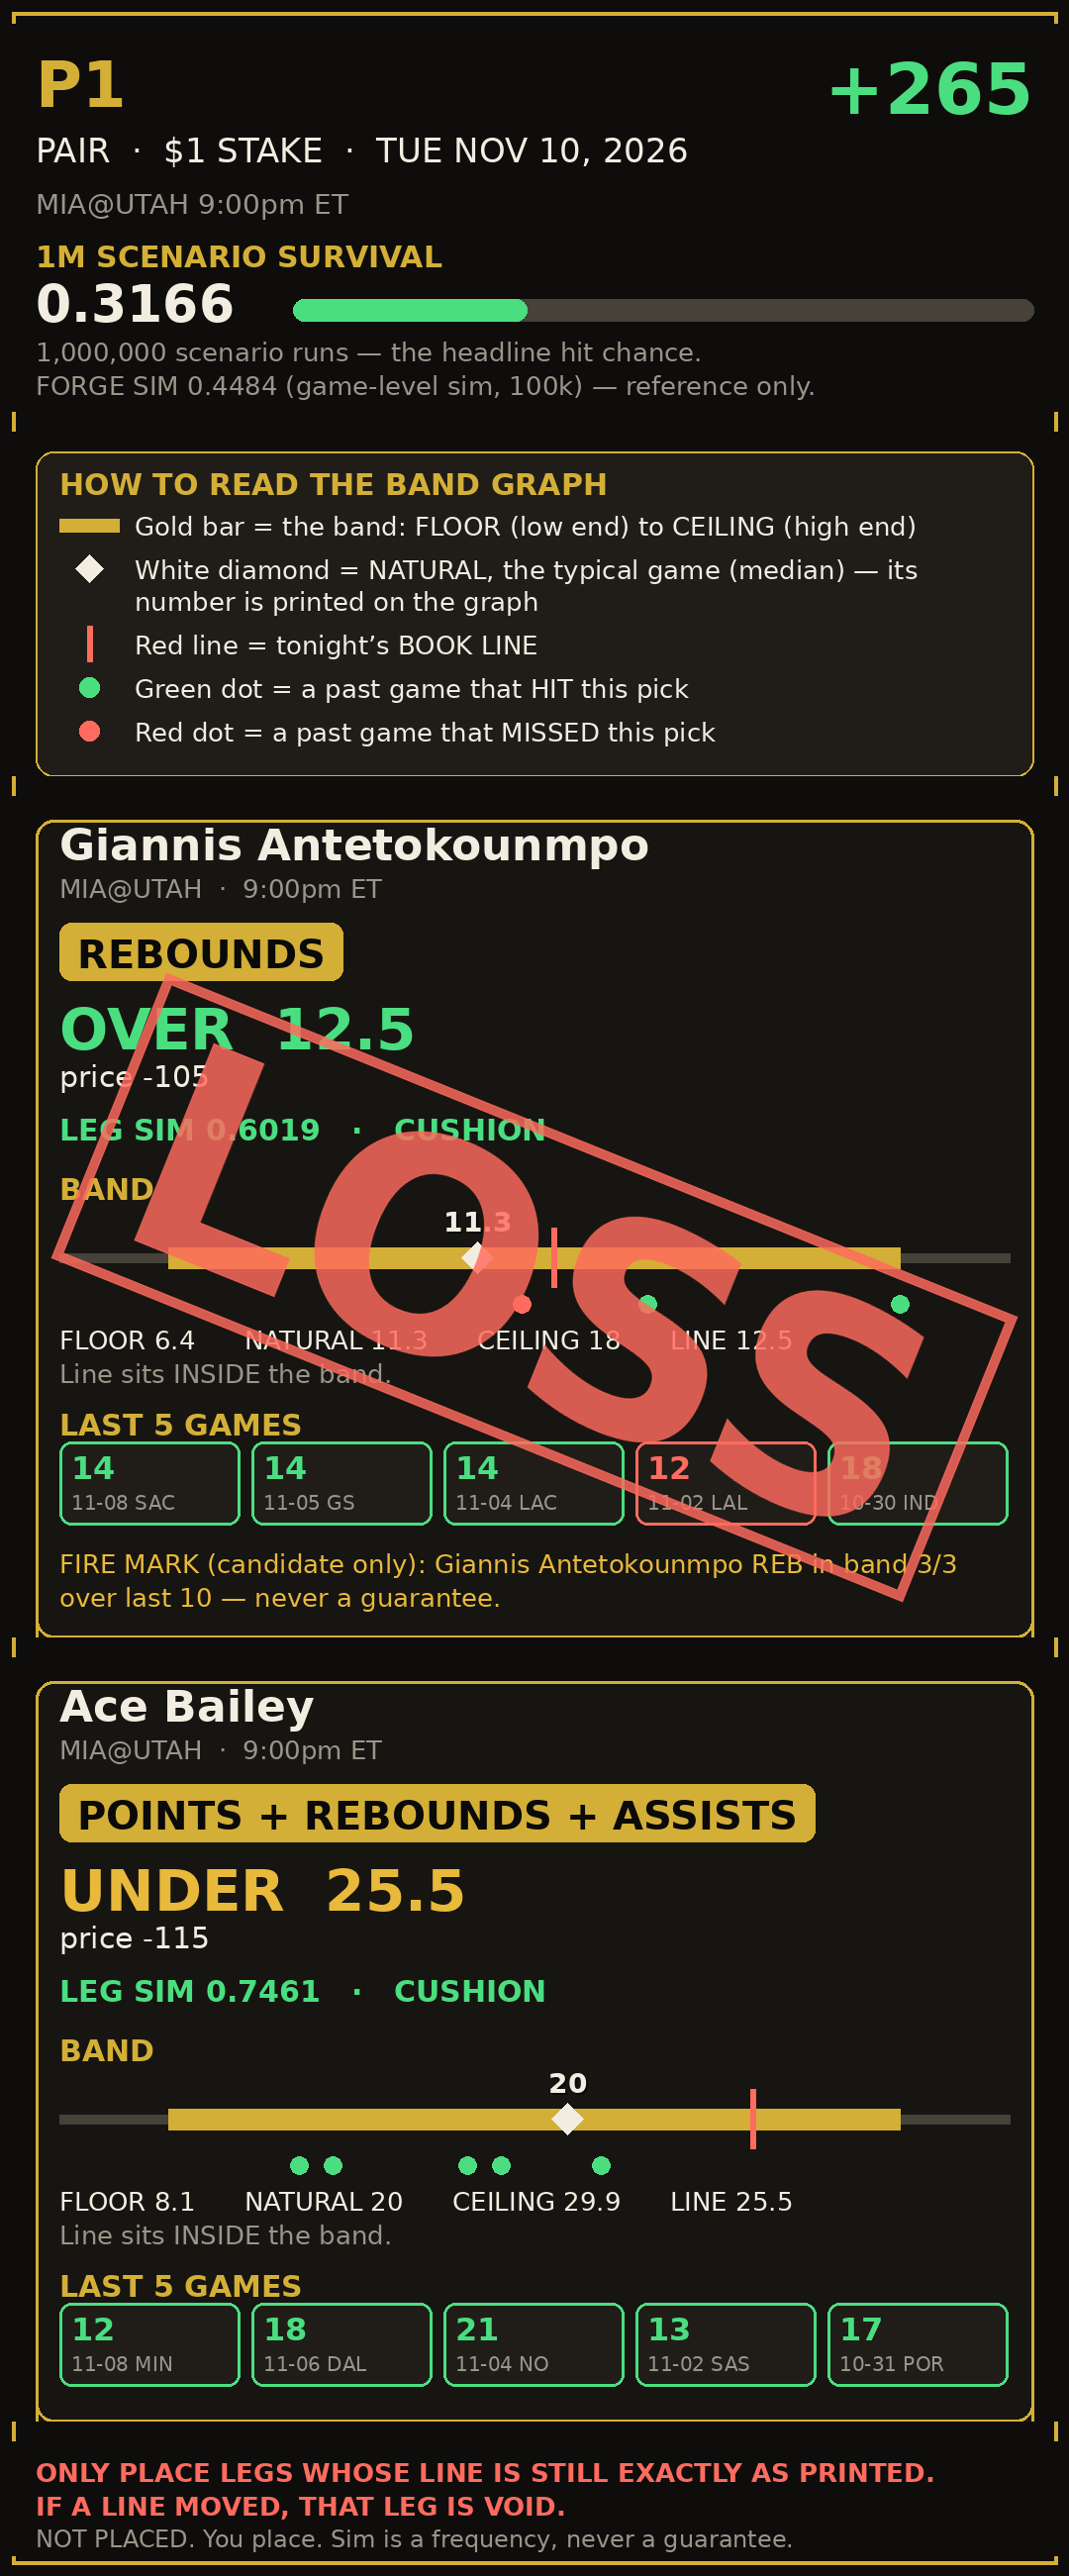 P1
+265
PAIR · $1 STAKE · TUE NOV 10, 2026
MIA@UTAH 9:00pm ET
1M SCENARIO SURVIVAL
0.3166
1,000,000 scenario runs — the headline hit chance.
FORGE SIM 0.4484 (game-level sim, 100k) — reference only.
HOW TO READ THE BAND GRAPH
Gold bar = the band: FLOOR (low end) to CEILING (high end)
White diamond = NATURAL, the typical game (median) — its
number is printed on the graph
Red line = tonight’s BOOK LINE
Green dot = a past game that HIT this pick
Red dot = a past game that MISSED this pick
Giannis Antetokounmpo
MIA@UTAH · 9:00pm ET
REBOUNDS
OVER 12.5
price -105
LEG SIM 0.6019 · CUSHION
BAND
11.3
FLOOR 6.4 NATURAL 11.3 CEILING 18 LINE 12.5
Line sits INSIDE the band.
LOSS
LAST 5 GAMES
14 14 14 12 18
11-08 SAC 11-05 GS 11-04 LAC 11-02 LAL 10-30 IND
FIRE MARK (candidate only): Giannis Antetokounmpo REB in band 3/3
over last 10 — never a guarantee.
Ace Bailey
MIA@UTAH · 9:00pm ET
POINTS + REBOUNDS + ASSISTS
UNDER 25.5
price -115
LEG SIM 0.7461 · CUSHION
BAND
20
FLOOR 8.1 NATURAL 20 CEILING 29.9 LINE 25.5
Line sits INSIDE the band.
LAST 5 GAMES
12 18 21 13 17
11-08 MIN 11-06 DAL 11-04 NO 11-02 SAS 10-31 POR
ONLY PLACE LEGS WHOSE LINE IS STILL EXACTLY AS PRINTED.
IF A LINE MOVED, THAT LEG IS VOID.
NOT PLACED. You place. Sim is a frequency, never a guarantee.